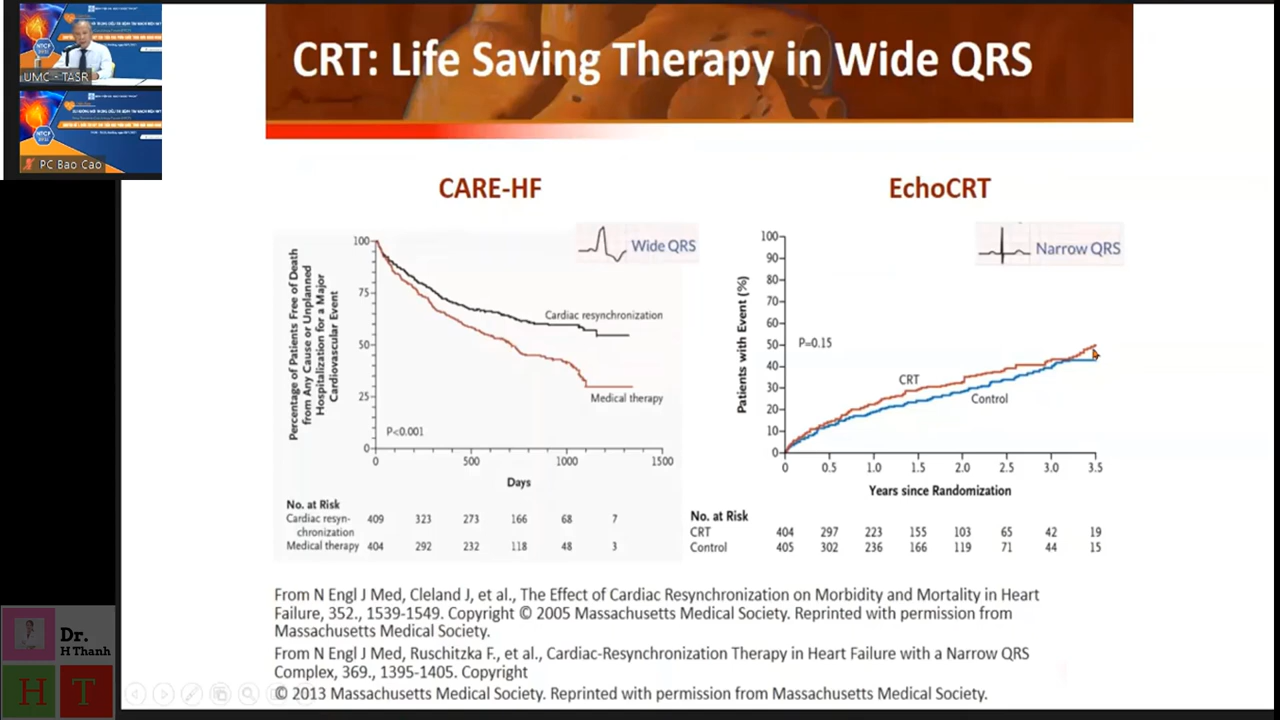 UMC - TASR
PC Bao Cao
CRT: Life Saving Therapy in Wide QRS
CARE-HF
Wide QRS
Percentage of Patients Free of Death
from Any Cause or Unplanned
Hospitalization for a Major
Cardiovascular Event
100
75
50
25
0
Cardiac resynchronization
Medical therapy
P<0.001
0 500 1000 1500
Days
No. at Risk
Cardiac resyn-
chronization 409 323 273 166 68 7
Medical therapy 404 292 232 118 48 3
EchoCRT
Narrow QRS
Patients with Event (%)
100
90
80
70
60
50
40
30
20
10
0
P=0.15
CRT
Control
0 0.5 1.0 1.5 2.0 2.5 3.0 3.5
Years since Randomization
No. at Risk
CRT 404 297 223 155 103 65 42 19
Control 405 302 236 166 119 71 44 15
From N Engl J Med, Cleland J, et al., The Effect of Cardiac Resynchronization on Morbidity and Mortality in Heart
Failure, 352., 1539-1549. Copyright © 2005 Massachusetts Medical Society. Reprinted with permission from
Massachusetts Medical Society.
From N Engl J Med, Ruschitzka F., et al., Cardiac-Resynchronization Therapy in Heart Failure with a Narrow QRS
Complex, 369., 1395-1405. Copyright
© 2013 Massachusetts Medical Society. Reprinted with permission from Massachusetts Medical Society.
Dr.
H Thanh
H T